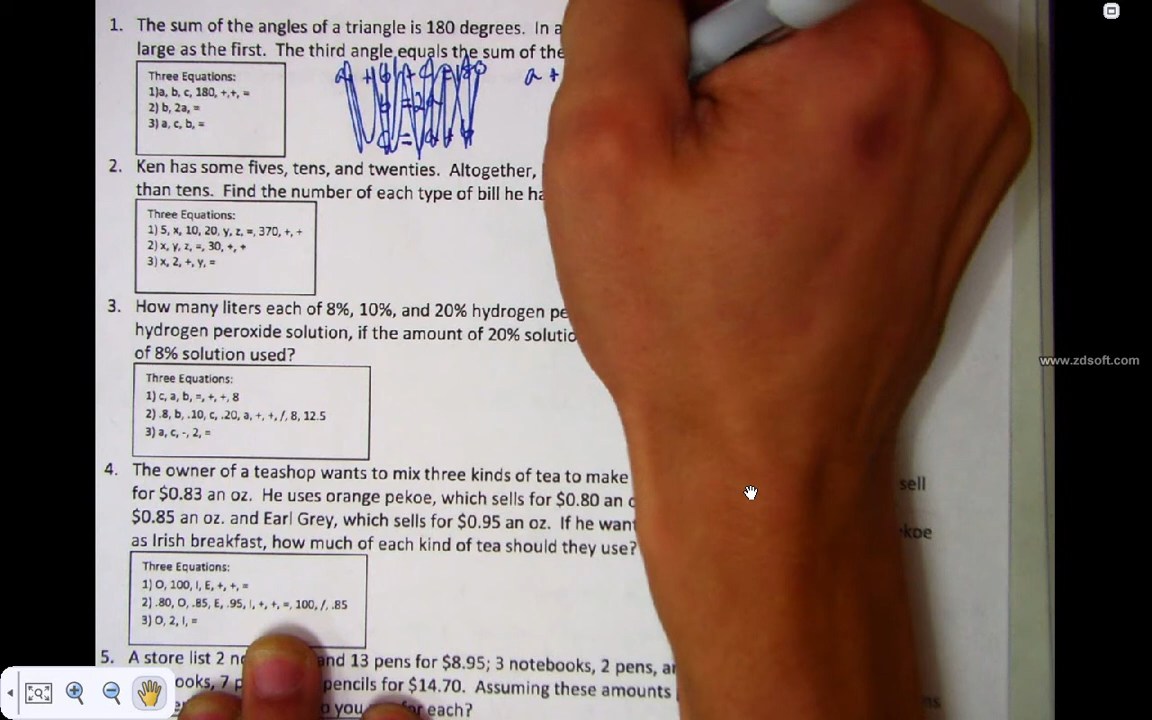 1. The sum of the angles of a triangle is 180 degrees. In a
large as the first. The third angle equals the sum of the
Three Equations:
1)a, b, c, 180, +,+, =
2) b, 2a, =
3) a, c, b, =
a +
2. Ken has some fives, tens, and twenties. Altogether,
than tens. Find the number of each type of bill he ha
Three Equations:
1) 5, x, 10, 20, y, z, =, 370, +, +
2) x, y, z, =, 30, +, +
3) x, 2, +, y, =
3. How many liters each of 8%, 10%, and 20% hydrogen pe
hydrogen peroxide solution, if the amount of 20% solutio
of 8% solution used?
Three Equations:
1) c, a, b, =, +, +, 8
2) .8, b, .10, c, .20, a, +, +, /, 8, 12.5
3) a, c, -, 2, =
4. The owner of a teashop wants to mix three kinds of tea to make
sell
for $0.83 an oz. He uses orange pekoe, which sells for $0.80 an
$0.85 an oz. and Earl Grey, which sells for $0.95 an oz. If he want
koe
as Irish breakfast, how much of each kind of tea should they use?
Three Equations:
1) O, 100, I, E, +, +, =
2) .80, O, .85, E, .95, I, +, +, =, 100, /, .85
3) O, 2, I, =
5. A store list 2 and 13 pens for $8.95; 3 notebooks, 2 pens, an
ooks, 7 p pencils for $14.70. Assuming these amounts
you each?
www.zdsoft.com